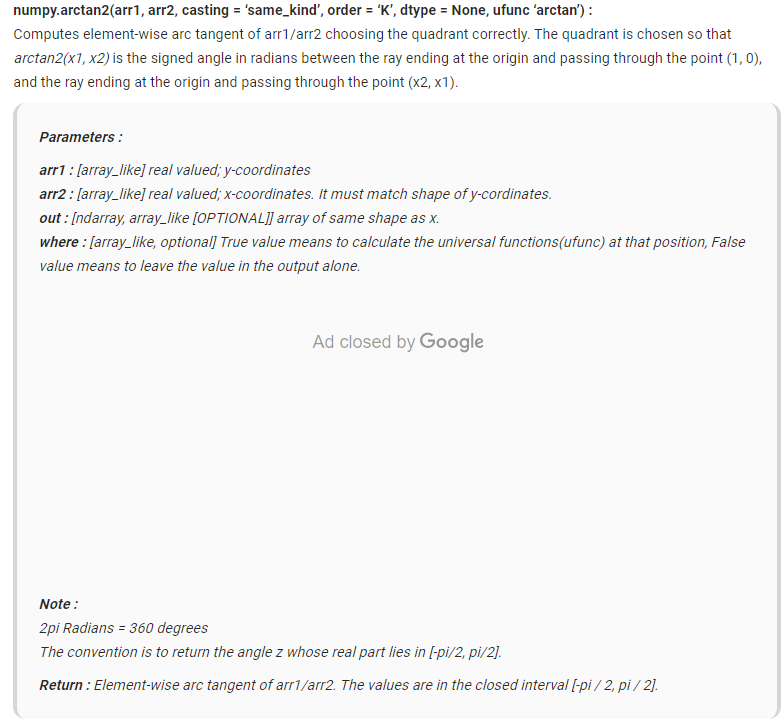 numpy.arctan2(arr1, arr2, casting = ‘same_kind’, order = ‘K’, dtype = None, ufunc ‘arctan’) :
Computes element-wise arc tangent of arr1/arr2 choosing the quadrant correctly. The quadrant is chosen so that
arctan2(x1, x2) is the signed angle in radians between the ray ending at the origin and passing through the point (1, 0),
and the ray ending at the origin and passing through the point (x2, x1).
Parameters :
arr1 : [array_like] real valued; y-coordinates
arr2 : [array_like] real valued; x-coordinates. It must match shape of y-cordinates.
out : [ndarray, array_like [OPTIONAL]] array of same shape as x.
where : [array_like, optional] True value means to calculate the universal functions(ufunc) at that position, False
value means to leave the value in the output alone.
Ad closed by Google
Note :
2pi Radians = 360 degrees
The convention is to return the angle z whose real part lies in [-pi/2, pi/2].
Return : Element-wise arc tangent of arr1/arr2. The values are in the closed interval [-pi / 2, pi / 2].